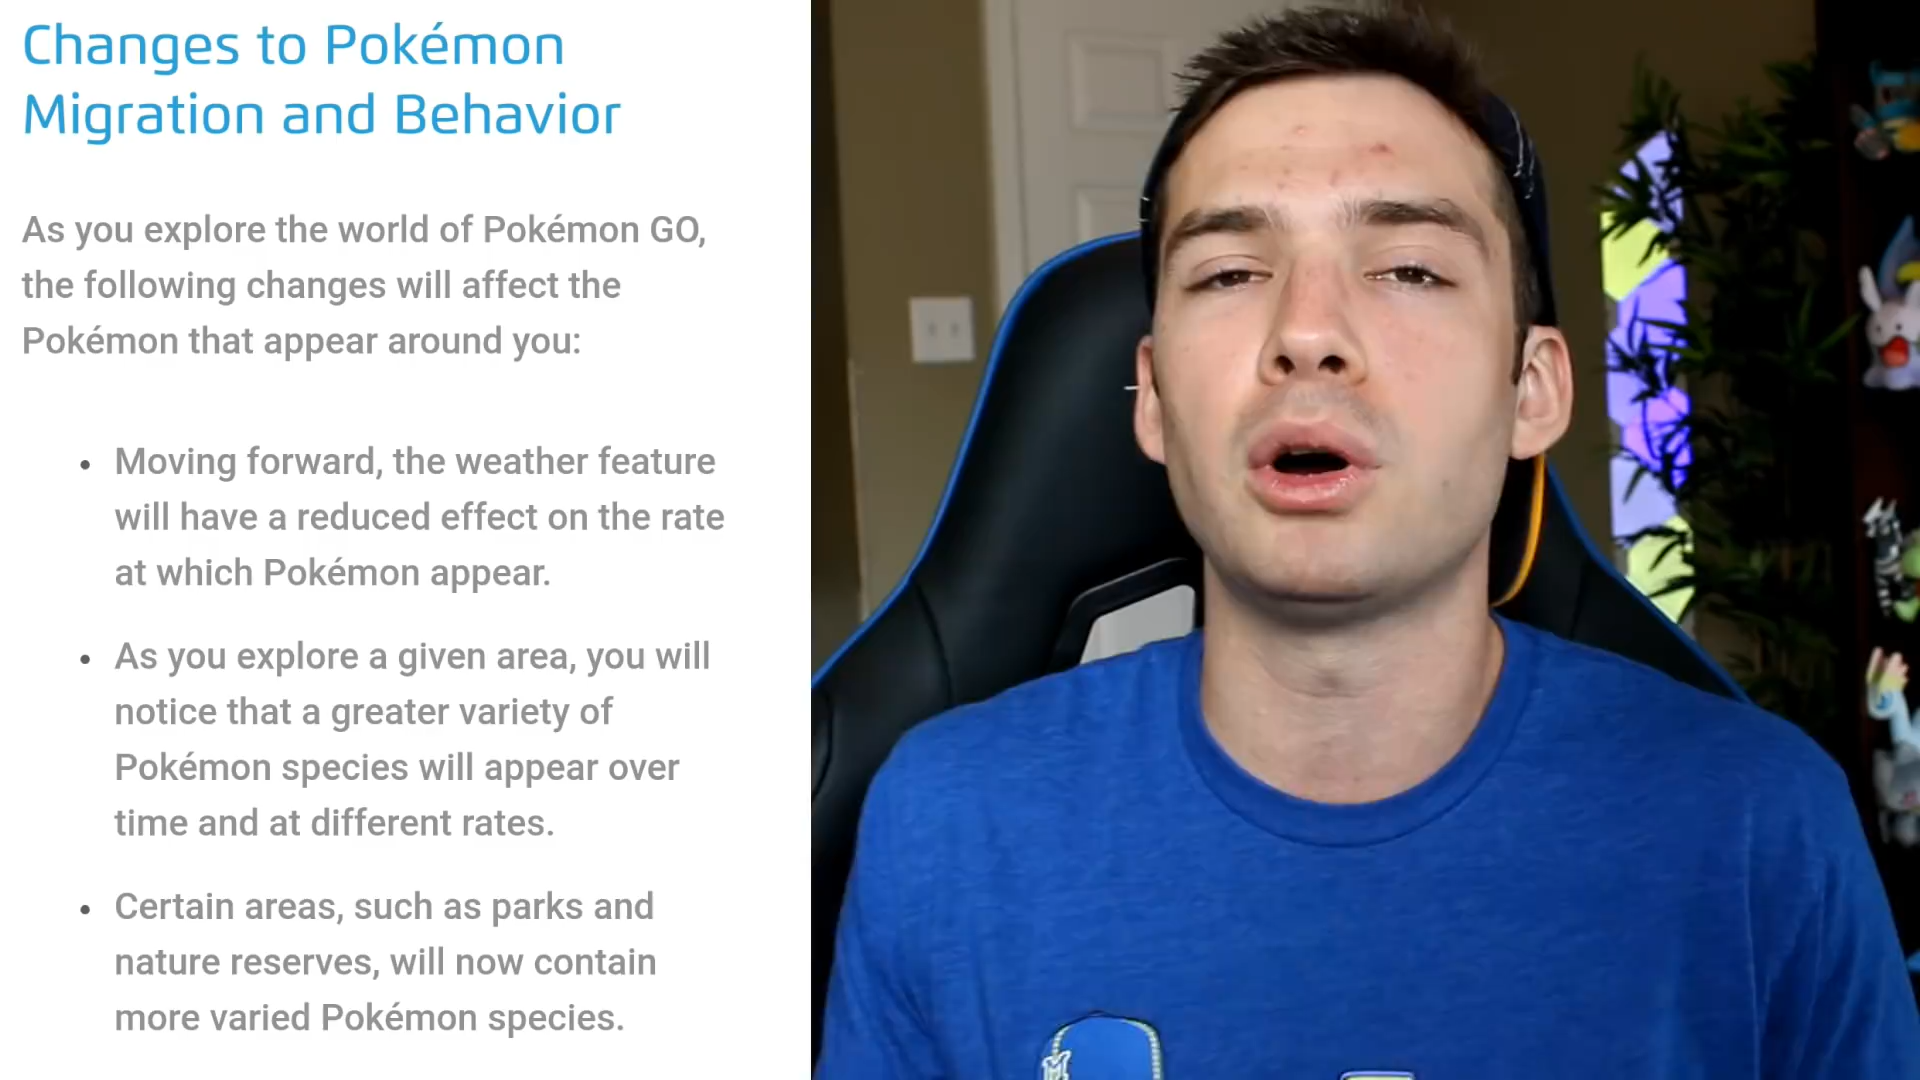 Changes to Pokémon
Migration and Behavior
As you explore the world of Pokémon GO,
the following changes will affect the
Pokémon that appear around you:
• Moving forward, the weather feature
will have a reduced effect on the rate
at which Pokémon appear.
• As you explore a given area, you will
notice that a greater variety of
Pokémon species will appear over
time and at different rates.
• Certain areas, such as parks and
nature reserves, will now contain
more varied Pokémon species.